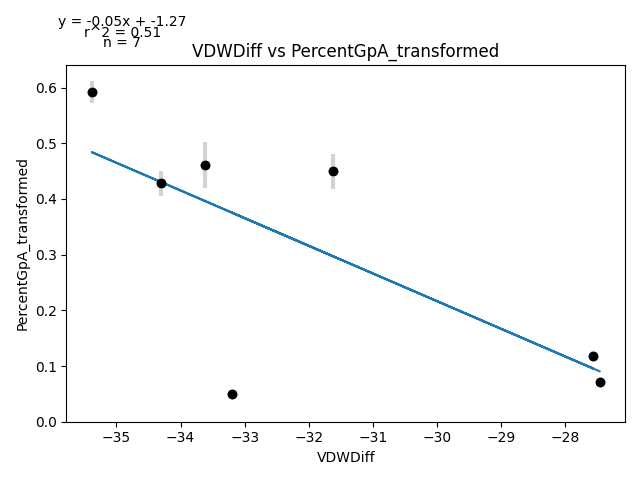 y = -0.05x + -1.27
r^2 = 0.51
n = 7
VDWDiff vs PercentGpA_transformed
0.6
0.5
0.4
0.3
0.2
0.1
0.0
PercentGpA_transformed
−35 −34 −33 −32 −31 −30 −29 −28
VDWDiff